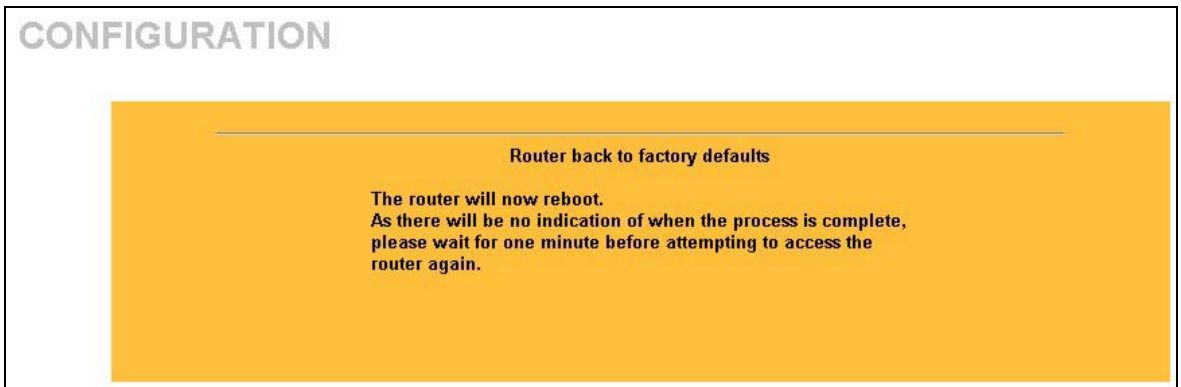 CONFIGURATION
Router back to factory defaults
The router will now reboot.
As there will be no indication of when the process is complete,
please wait for one minute before attempting to access the
router again.